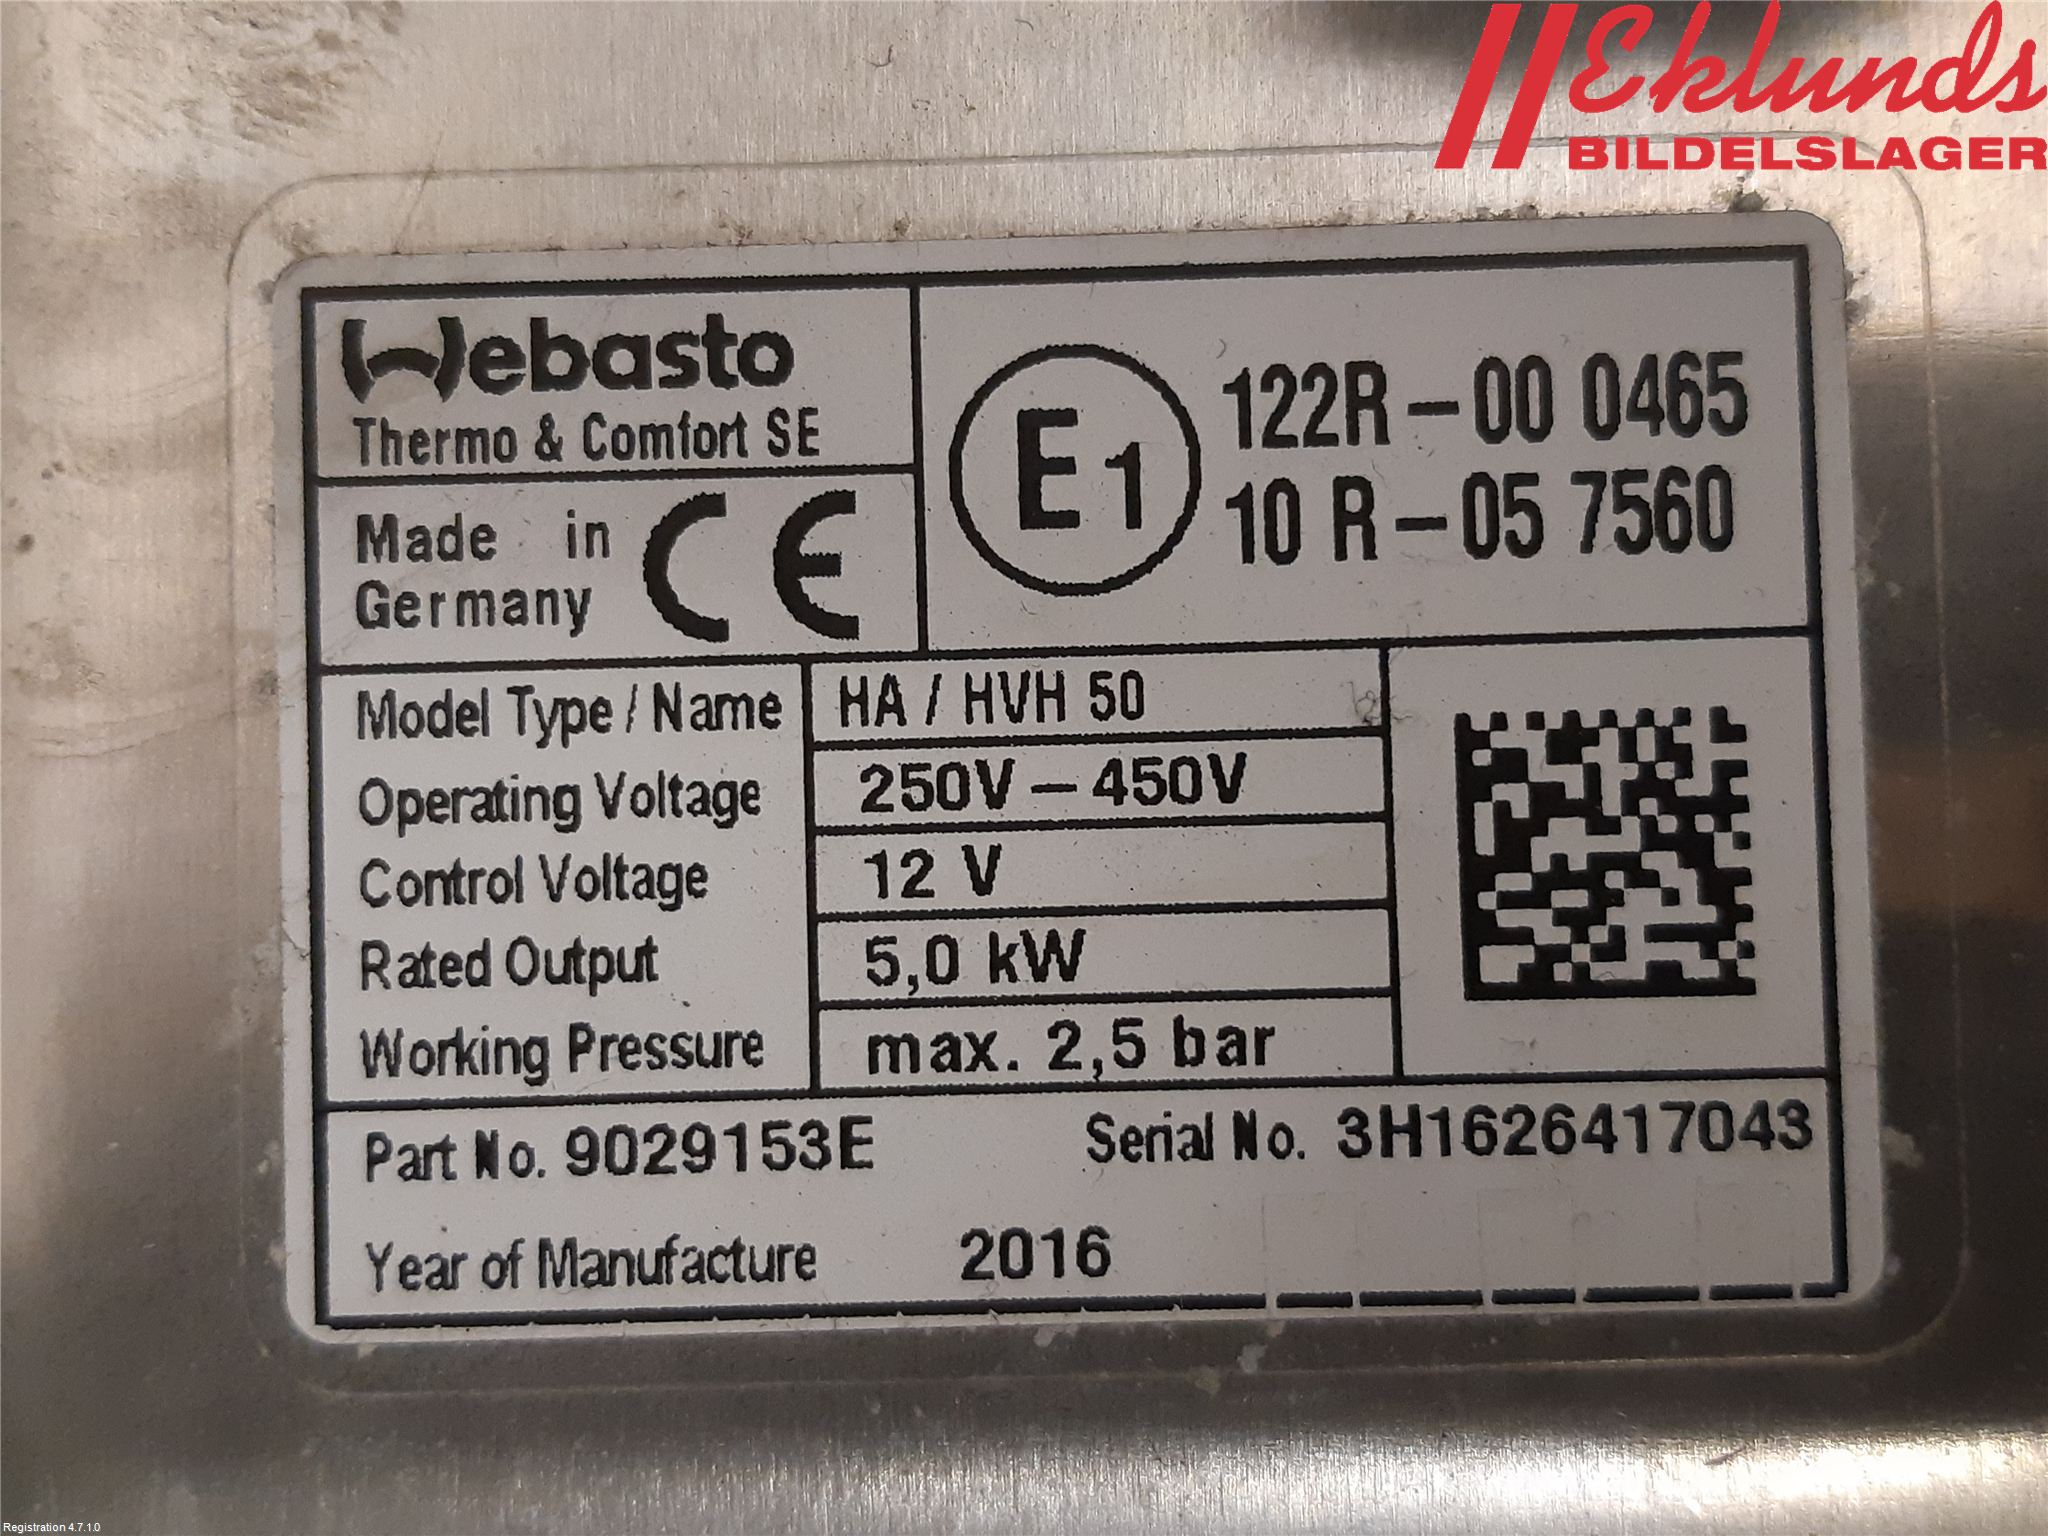 Eklunds
BILDELSLAGER
Webasto
Thermo & Comfort SE
Made in
Germany
CE
E1
122R-00 0465
10 R-05 7560
Model Type / Name HA / HVH 50
Operating Voltage 250V-450V
Control Voltage 12 V
Rated Output 5,0 kW
Working Pressure max. 2,5 bar
Part No. 9029153E Serial No. 3H1626417043
Year of Manufacture 2016
Registration 4.7.1.0